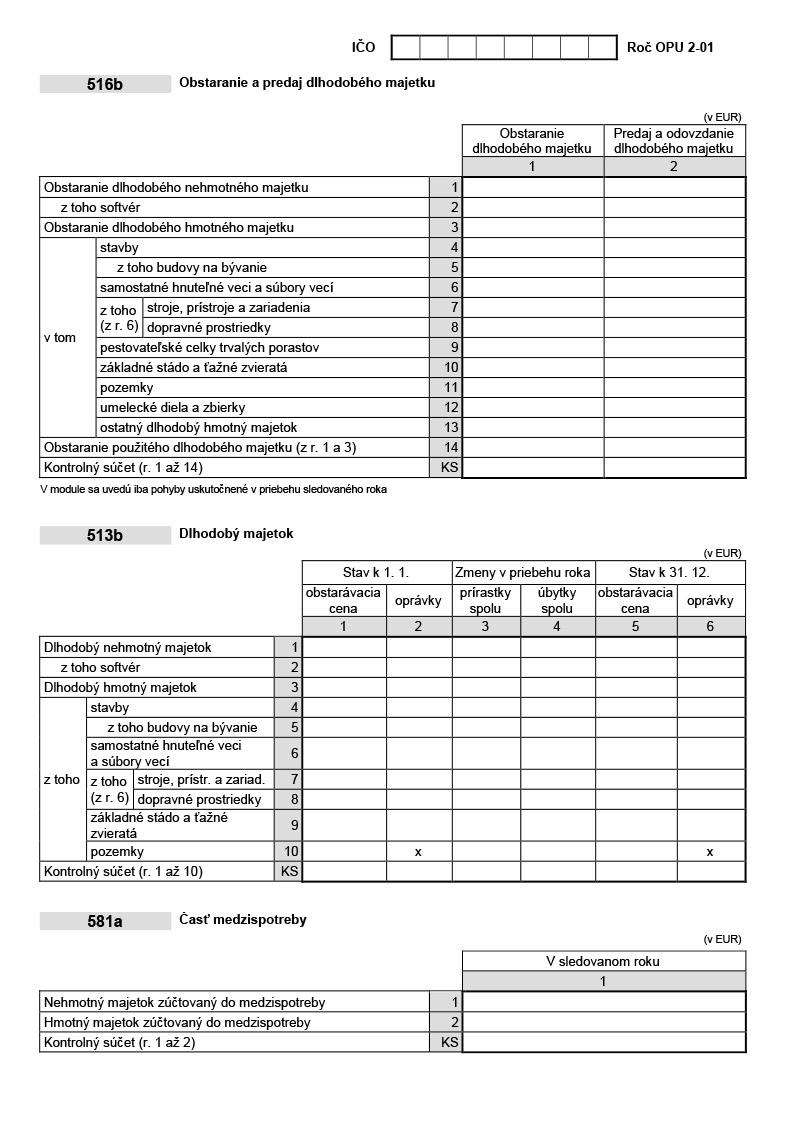 IČO Roč OPU 2-01
516b Obstaranie a predaj dlhodobého majetku
(v EUR)
Obstaranie dlhodobého majetku Predaj a odovzdanie dlhodobého majetku
1 2
Obstaranie dlhodobého nehmotného majetku 1
z toho softvér 2
Obstaranie dlhodobého hmotného majetku 3
v tom
stavby 4
z toho budovy na bývanie 5
samostatné hnuteľné veci a súbory vecí 6
z toho (z r. 6)
stroje, prístroje a zariadenia 7
dopravné prostriedky 8
pestovateľské celky trvalých porastov 9
základné stádo a ťažné zvieratá 10
pozemky 11
umelecké diela a zbierky 12
ostatný dlhodobý hmotný majetok 13
Obstaranie použitého dlhodobého majetku (z r. 1 a 3) 14
Kontrolný súčet (r. 1 až 14) KS
V module sa uvedú iba pohyby uskutočnené v priebehu sledovaného roka
513b Dlhodobý majetok
(v EUR)
Stav k 1. 1. Zmeny v priebehu roka Stav k 31. 12.
obstarávacia cena oprávky prírastky spolu úbytky spolu obstarávacia cena oprávky
1 2 3 4 5 6
Dlhodobý nehmotný majetok 1
z toho softvér 2
Dlhodobý hmotný majetok 3
z toho
stavby 4
z toho budovy na bývanie 5
samostatné hnuteľné veci
a súbory vecí 6
z toho (z r. 6)
stroje, prístr. a zariad. 7
dopravné prostriedky 8
základné stádo a ťažné
zvieratá 9
pozemky 10 x x
Kontrolný súčet (r. 1 až 10) KS
581a Časť medzispotreby
(v EUR)
V sledovanom roku
1
Nehmotný majetok zúčtovaný do medzispotreby 1
Hmotný majetok zúčtovaný do medzispotreby 2
Kontrolný súčet (r. 1 až 2) KS